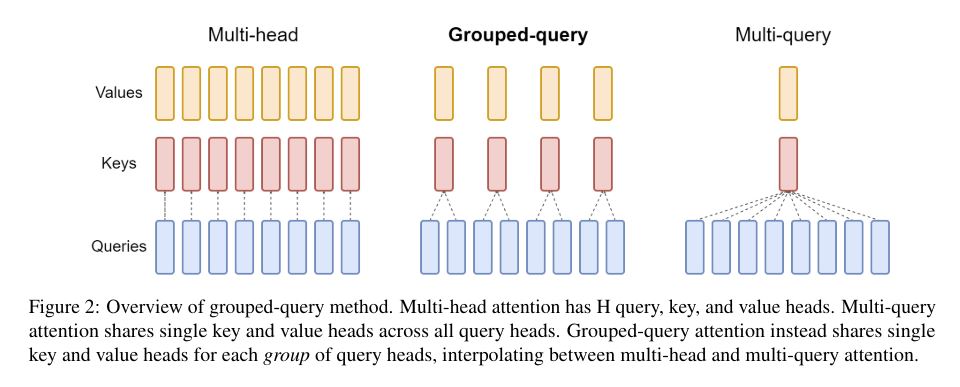 Multi-head
Grouped-query
Multi-query
Values
Keys
Queries
Figure 2: Overview of grouped-query method. Multi-head attention has H query, key, and value heads. Multi-query
attention shares single key and value heads across all query heads. Grouped-query attention instead shares single
key and value heads for each group of query heads, interpolating between multi-head and multi-query attention.